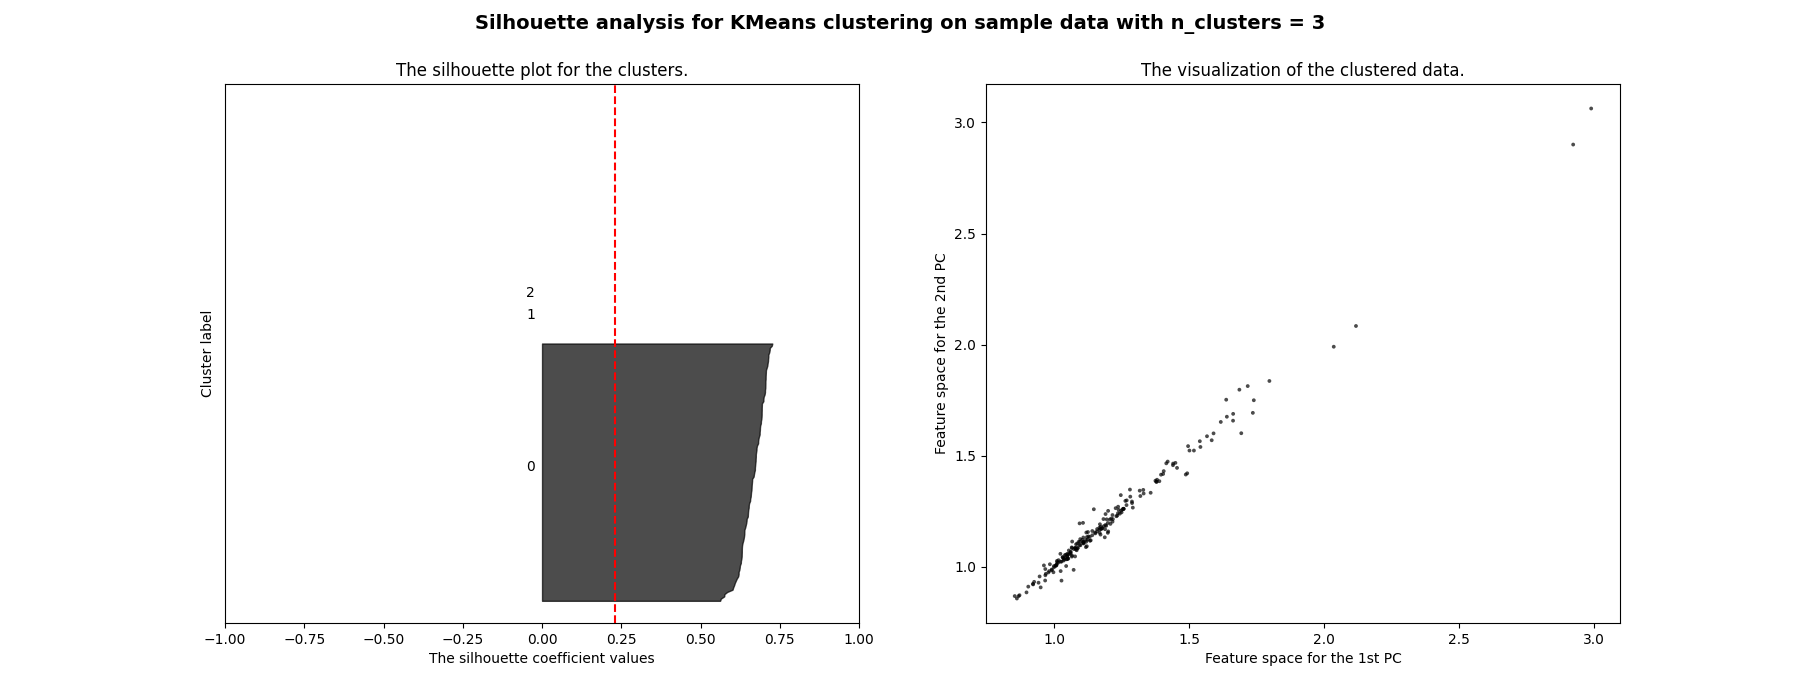 Silhouette analysis for KMeans clustering on sample data with n_clusters = 3
The silhouette plot for the clusters.
Cluster label
2
1
0
−1.00 −0.75 −0.50 −0.25 0.00 0.25 0.50 0.75 1.00
The silhouette coefficient values
The visualization of the clustered data.
Feature space for the 2nd PC
3.0
2.5
2.0
1.5
1.0
1.0 1.5 2.0 2.5 3.0
Feature space for the 1st PC